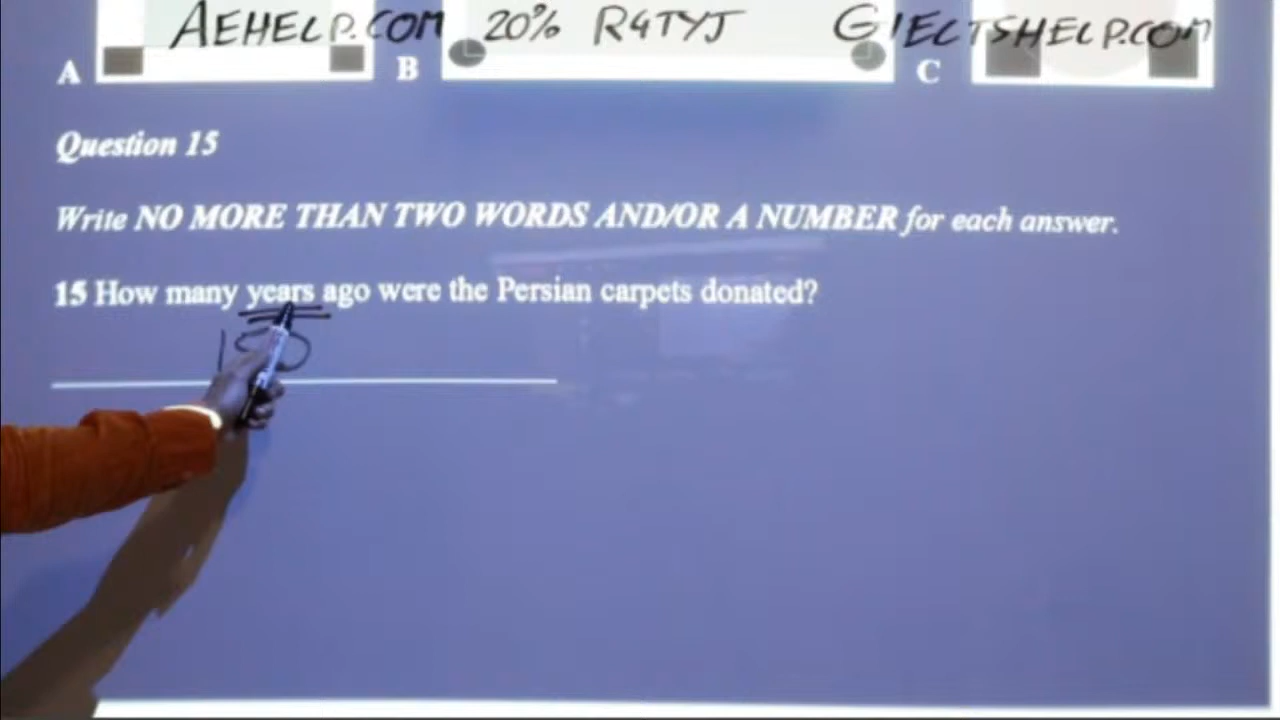 AEHELP.COM 20% R4TYJ GIELTSHELP.COM
A B C
Question 15
Write NO MORE THAN TWO WORDS AND/OR A NUMBER for each answer.
15 How many years ago were the Persian carpets donated?